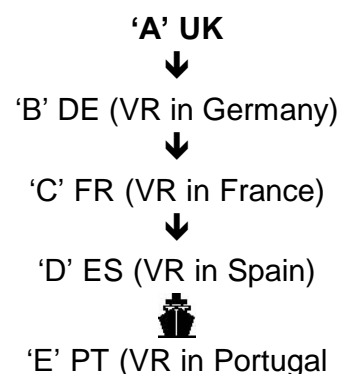 ‘A’ UK
‘B’ DE (VR in Germany)
‘C’ FR (VR in France)
‘D’ ES (VR in Spain)
‘E’ PT (VR in Portugal